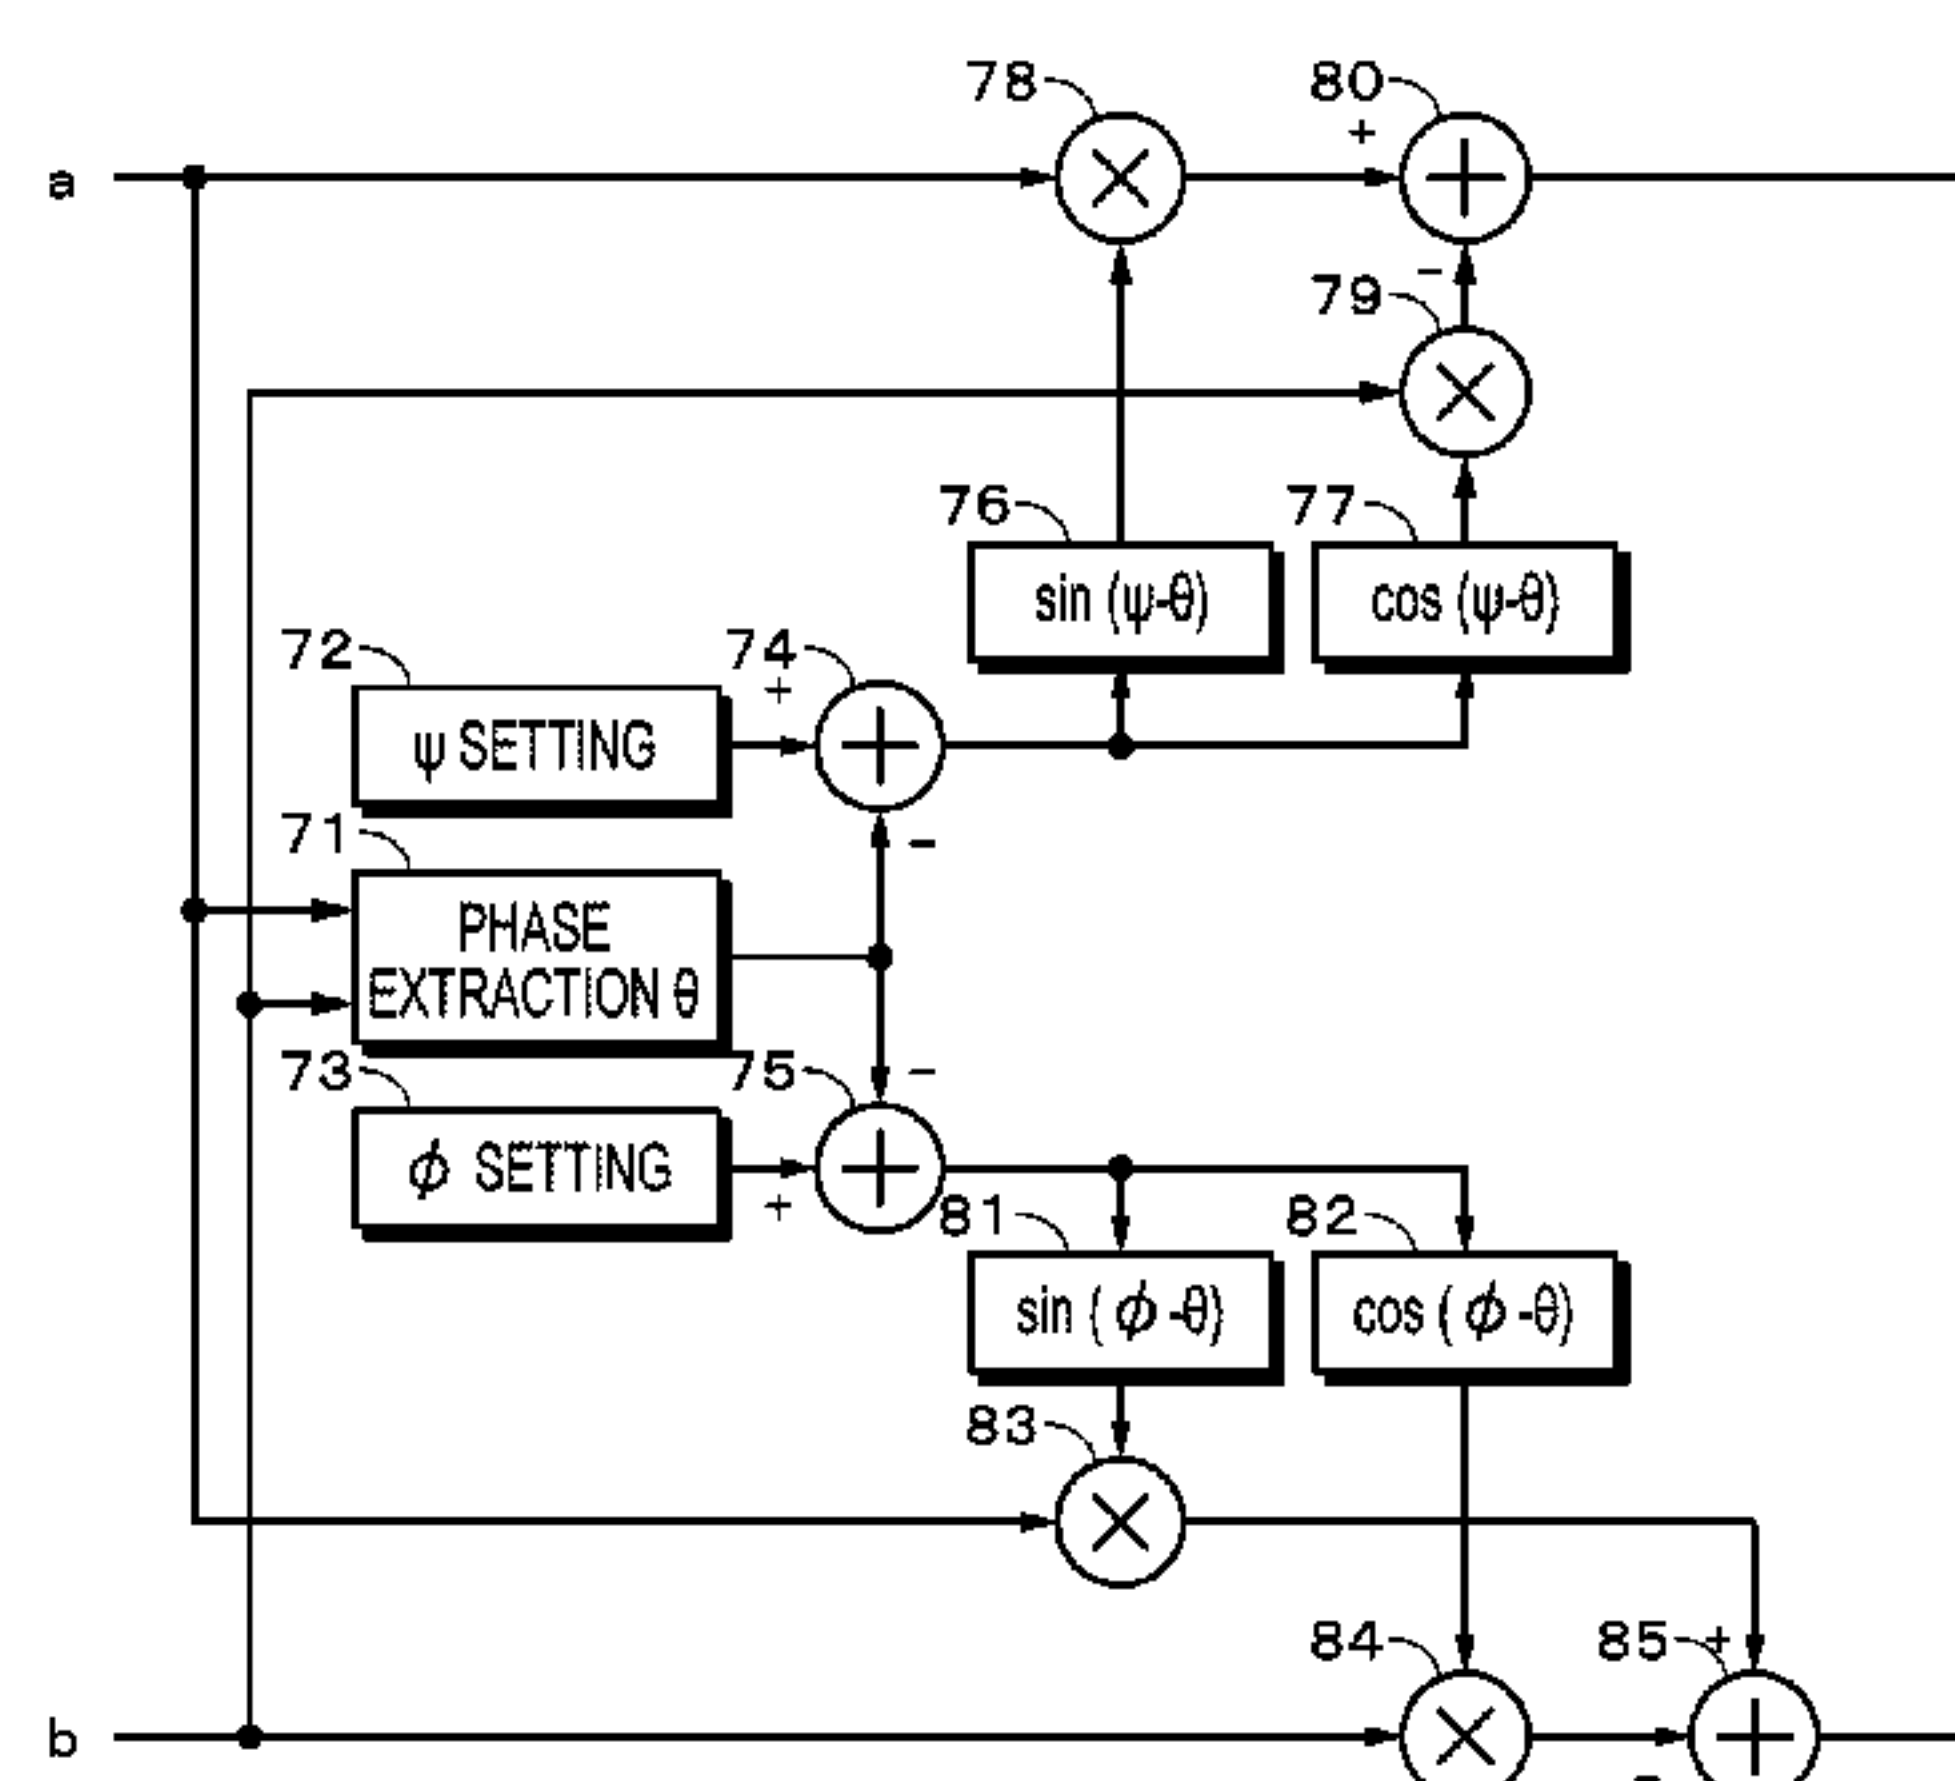 78
80
+
a
-
79
76
77
sin (ψ-θ)
cos (ψ-θ)
72
74
+
ψ SETTING
71
-
PHASE
EXTRACTION θ
73
75
-
ϕ SETTING
+
81
82
sin ( ϕ -θ)
cos ( ϕ -θ)
83
84
85
+
b